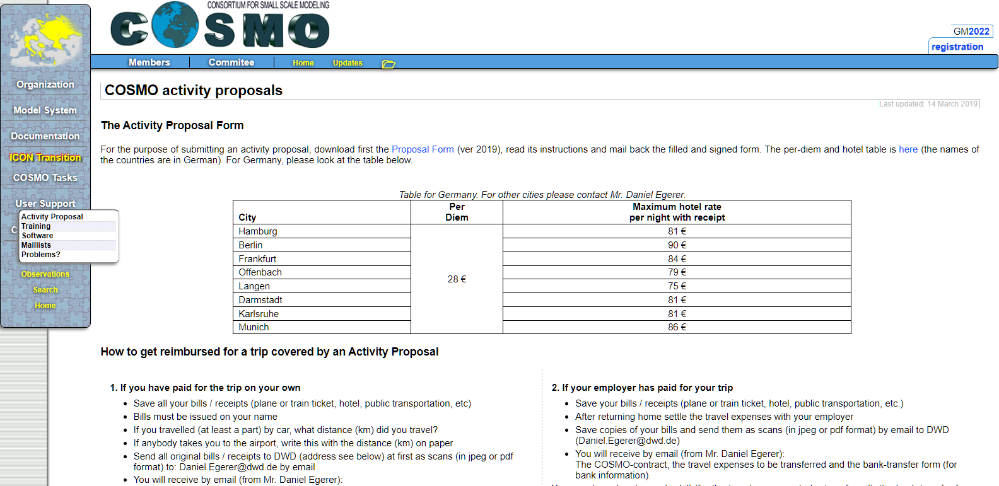 CONSORTIUM FOR SMALL SCALE MODELING
COSMO
GM2022
registration
Members
Commitee
Home
Updates
Organization
Model System
Documentation
ICON Transition
COSMO Tasks
User Support
C
Activity Proposal
Training
Software
Maillists
Problems?
Observations
Search
Home
COSMO activity proposals
Last updated: 14 March 2019
The Activity Proposal Form
For the purpose of submitting an activity proposal, download first the Proposal Form (ver 2019), read its instructions and mail back the filled and signed form. The per-diem and hotel table is here (the names of
the countries are in German). For Germany, please look at the table below.
Table for Germany. For other cities please contact Mr. Daniel Egerer.
City
Per
Diem
Maximum hotel rate
per night with receipt
Hamburg 81 €
Berlin 90 €
Frankfurt 84 €
Offenbach 79 €
28 €
Langen 75 €
Darmstadt 81 €
Karlsruhe 81 €
Munich 86 €
How to get reimbursed for a trip covered by an Activity Proposal
1. If you have paid for the trip on your own
• Save all your bills / receipts (plane or train ticket, hotel, public transportation, etc)
• Bills must be issued on your name
• If you travelled (at least a part) by car, what distance (km) did you travel?
• If anybody takes you to the airport, write this with the distance (km) on paper
• Send all original bills / receipts to DWD (address see below) at first as scans (in jpeg or pdf
format) to: Daniel.Egerer@dwd.de by email
• You will receive by email (from Mr. Daniel Egerer):
2. If your employer has paid for your trip
• Save your bills / receipts (plane or train ticket, hotel, public transportation, etc.)
• After returning home settle the travel expenses with your employer
• Save copies of your bills and send them as scans (in jpeg or pdf format) by email to DWD
(Daniel.Egerer@dwd.de)
• You will receive by email (from Mr. Daniel Egerer):
The COSMO-contract, the travel expenses to be transferred and the bank-transfer form (for
bank information).